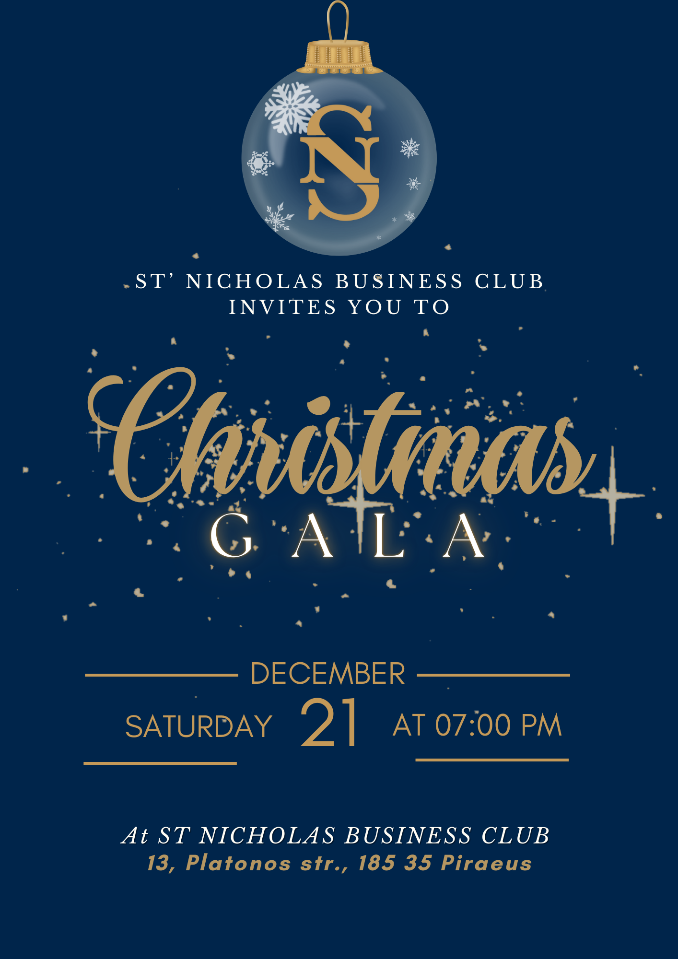 SN
ST’ NICHOLAS BUSINESS CLUB
INVITES YOU TO
Christmas
GALA
DECEMBER
SATURDAY 21 AT 07:00 PM
At ST NICHOLAS BUSINESS CLUB
13, Platonos str., 185 35 Piraeus